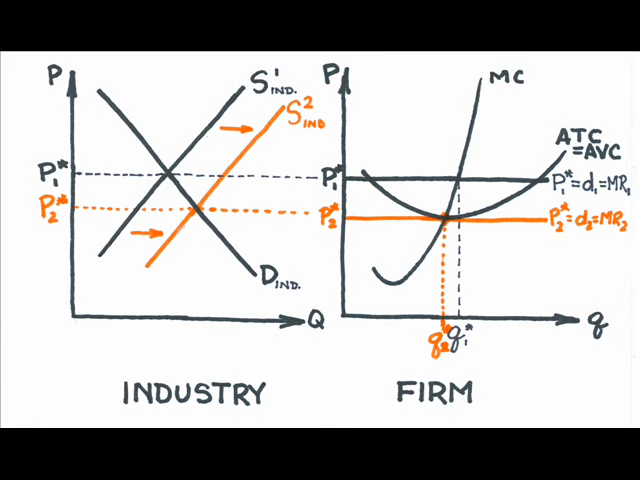 P
S¹IND.
S²IND
P₁*
P₂*
DIND.
Q
INDUSTRY
P
MC
ATC
=AVC
P₁*
P₁*=d₁=MR₁
P₂*
P₂*=d₂=MR₂
q₂*
q₁*
q
FIRM